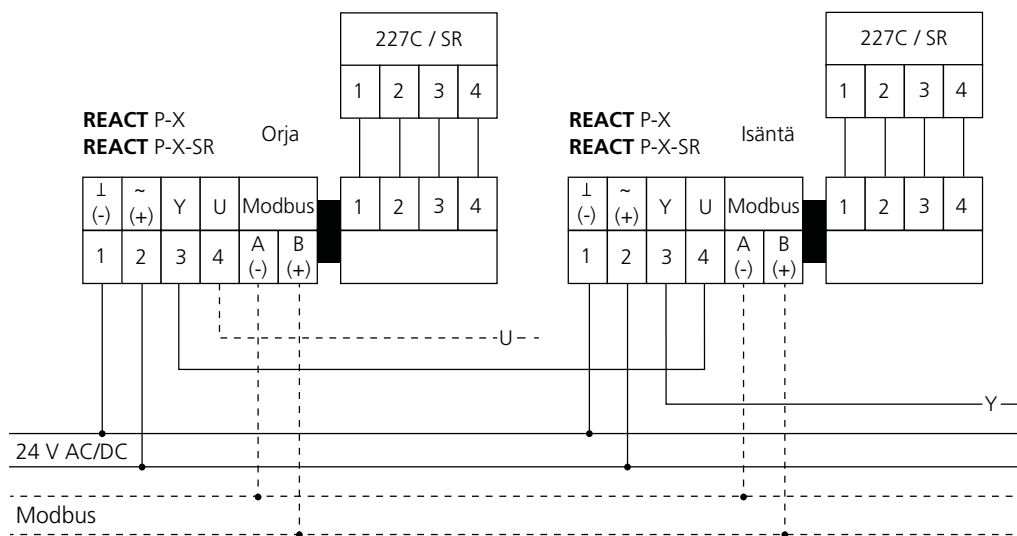 227C / SR
1 2 3 4
REACT P-X
REACT P-X-SR
Orja
⊥ (-) ~ (+) Y U Modbus
1 2 3 4 A (-) B (+)
1 2 3 4
227C / SR
1 2 3 4
REACT P-X
REACT P-X-SR
Isäntä
⊥ (-) ~ (+) Y U Modbus
1 2 3 4 A (-) B (+)
1 2 3 4
U
Y
24 V AC/DC
Modbus